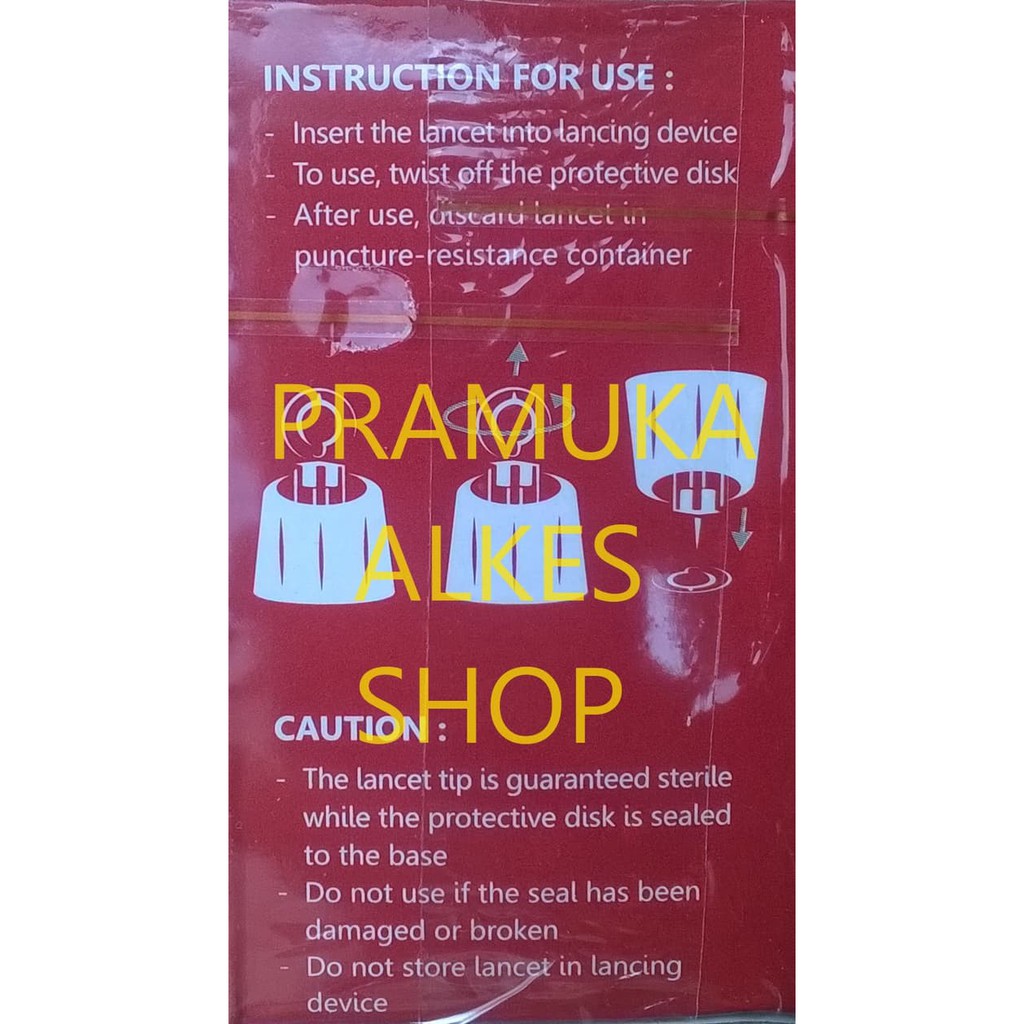 INSTRUCTION FOR USE :
- Insert the lancet into lancing device
- To use, twist off the protective disk
- After use, discard lancet in
puncture-resistance container
PRAMUKA
ALKES
SHOP
CAUTION :
- The lancet tip is guaranteed sterile
while the protective disk is sealed
to the base
- Do not use if the seal has been
damaged or broken
- Do not store lancet in lancing
device